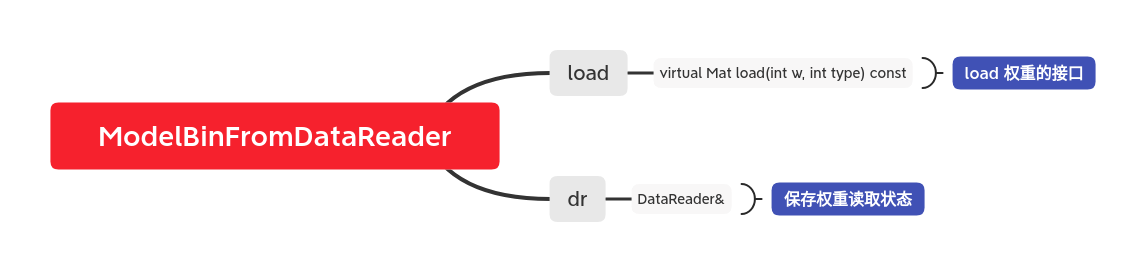 load
virtual Mat load(int w, int type) const
load 权重的接口
ModelBinFromDataReader
dr
DataReader&
保存权重读取状态